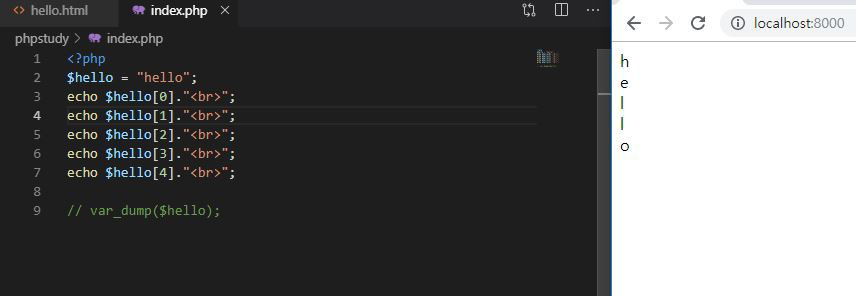 <> hello.html index.php ×
phpstudy > index.php
1 <?php
2 $hello = "hello";
3 echo $hello[0]."<br>";
4 echo $hello[1]."<br>";
5 echo $hello[2]."<br>";
6 echo $hello[3]."<br>";
7 echo $hello[4]."<br>";
8
9 // var_dump($hello);
localhost:8000
h
e
l
l
o